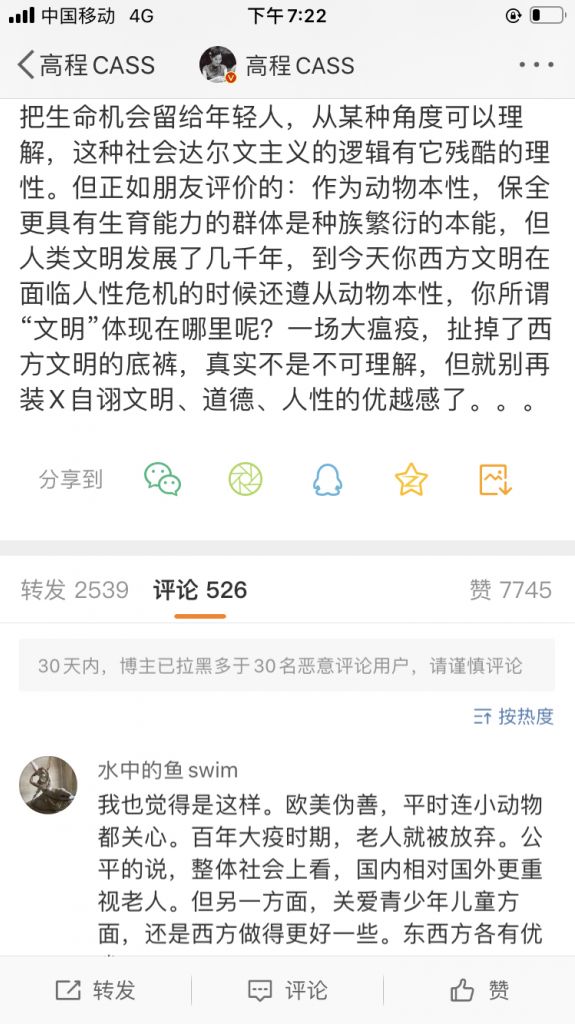 中国移动 4G 下午7:22
高程CASS 高程CASS
把生命机会留给年轻人，从某种角度可以理
解，这种社会达尔文主义的逻辑有它残酷的理
性。但正如朋友评价的：作为动物本性，保全
更具有生育能力的群体是种族繁衍的本能，但
人类文明发展了几千年，到今天你西方文明在
面临人性危机的时候还遵从动物本性，你所谓
“文明”体现在哪里呢？一场大瘟疫，扯掉了西
方文明的底裤，真实不是不可理解，但就别再
装X自诩文明、道德、人性的优越感了。。。
分享到
转发 2539 评论 526 赞 7745
30天内，博主已拉黑多于30名恶意评论用户，请谨慎评论
按热度
水中的鱼swim
我也觉得是这样。欧美伪善，平时连小动物
都关心。百年大疫时期，老人就被放弃。公
平的说，整体社会上看，国内相对国外更重
视老人。但另一方面，关爱青少年儿童方
面，还是西方做得更好一些。东西方各有优
转发 评论 赞